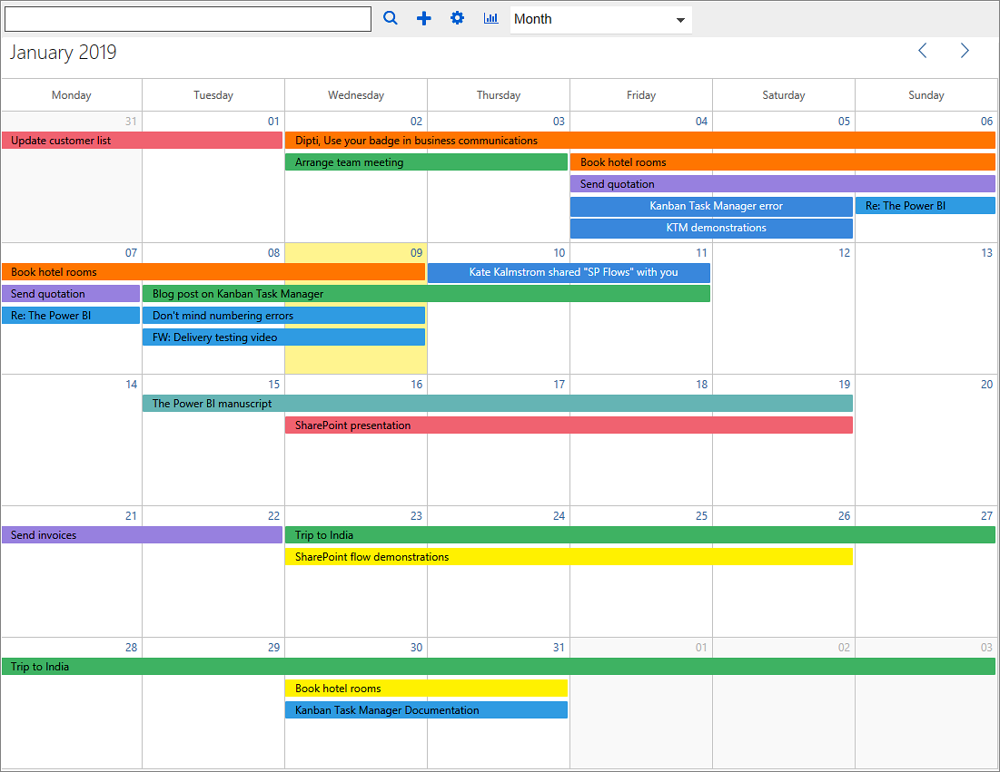 Month
January 2019
Monday Tuesday Wednesday Thursday Friday Saturday Sunday
31 01 02 03 04 05 06
Update customer list Dipti, Use your badge in business communications
Arrange team meeting Book hotel rooms
Send quotation
Kanban Task Manager error Re: The Power BI
KTM demonstrations
07 08 09 10 11 12 13
Book hotel rooms Kate Kalmstrom shared "SP Flows" with you
Send quotation Blog post on Kanban Task Manager
Re: The Power BI Don't mind numbering errors
FW: Delivery testing video
14 15 16 17 18 19 20
The Power BI manuscript
SharePoint presentation
21 22 23 24 25 26 27
Send invoices Trip to India
SharePoint flow demonstrations
28 29 30 31 01 02 03
Trip to India
Book hotel rooms
Kanban Task Manager Documentation